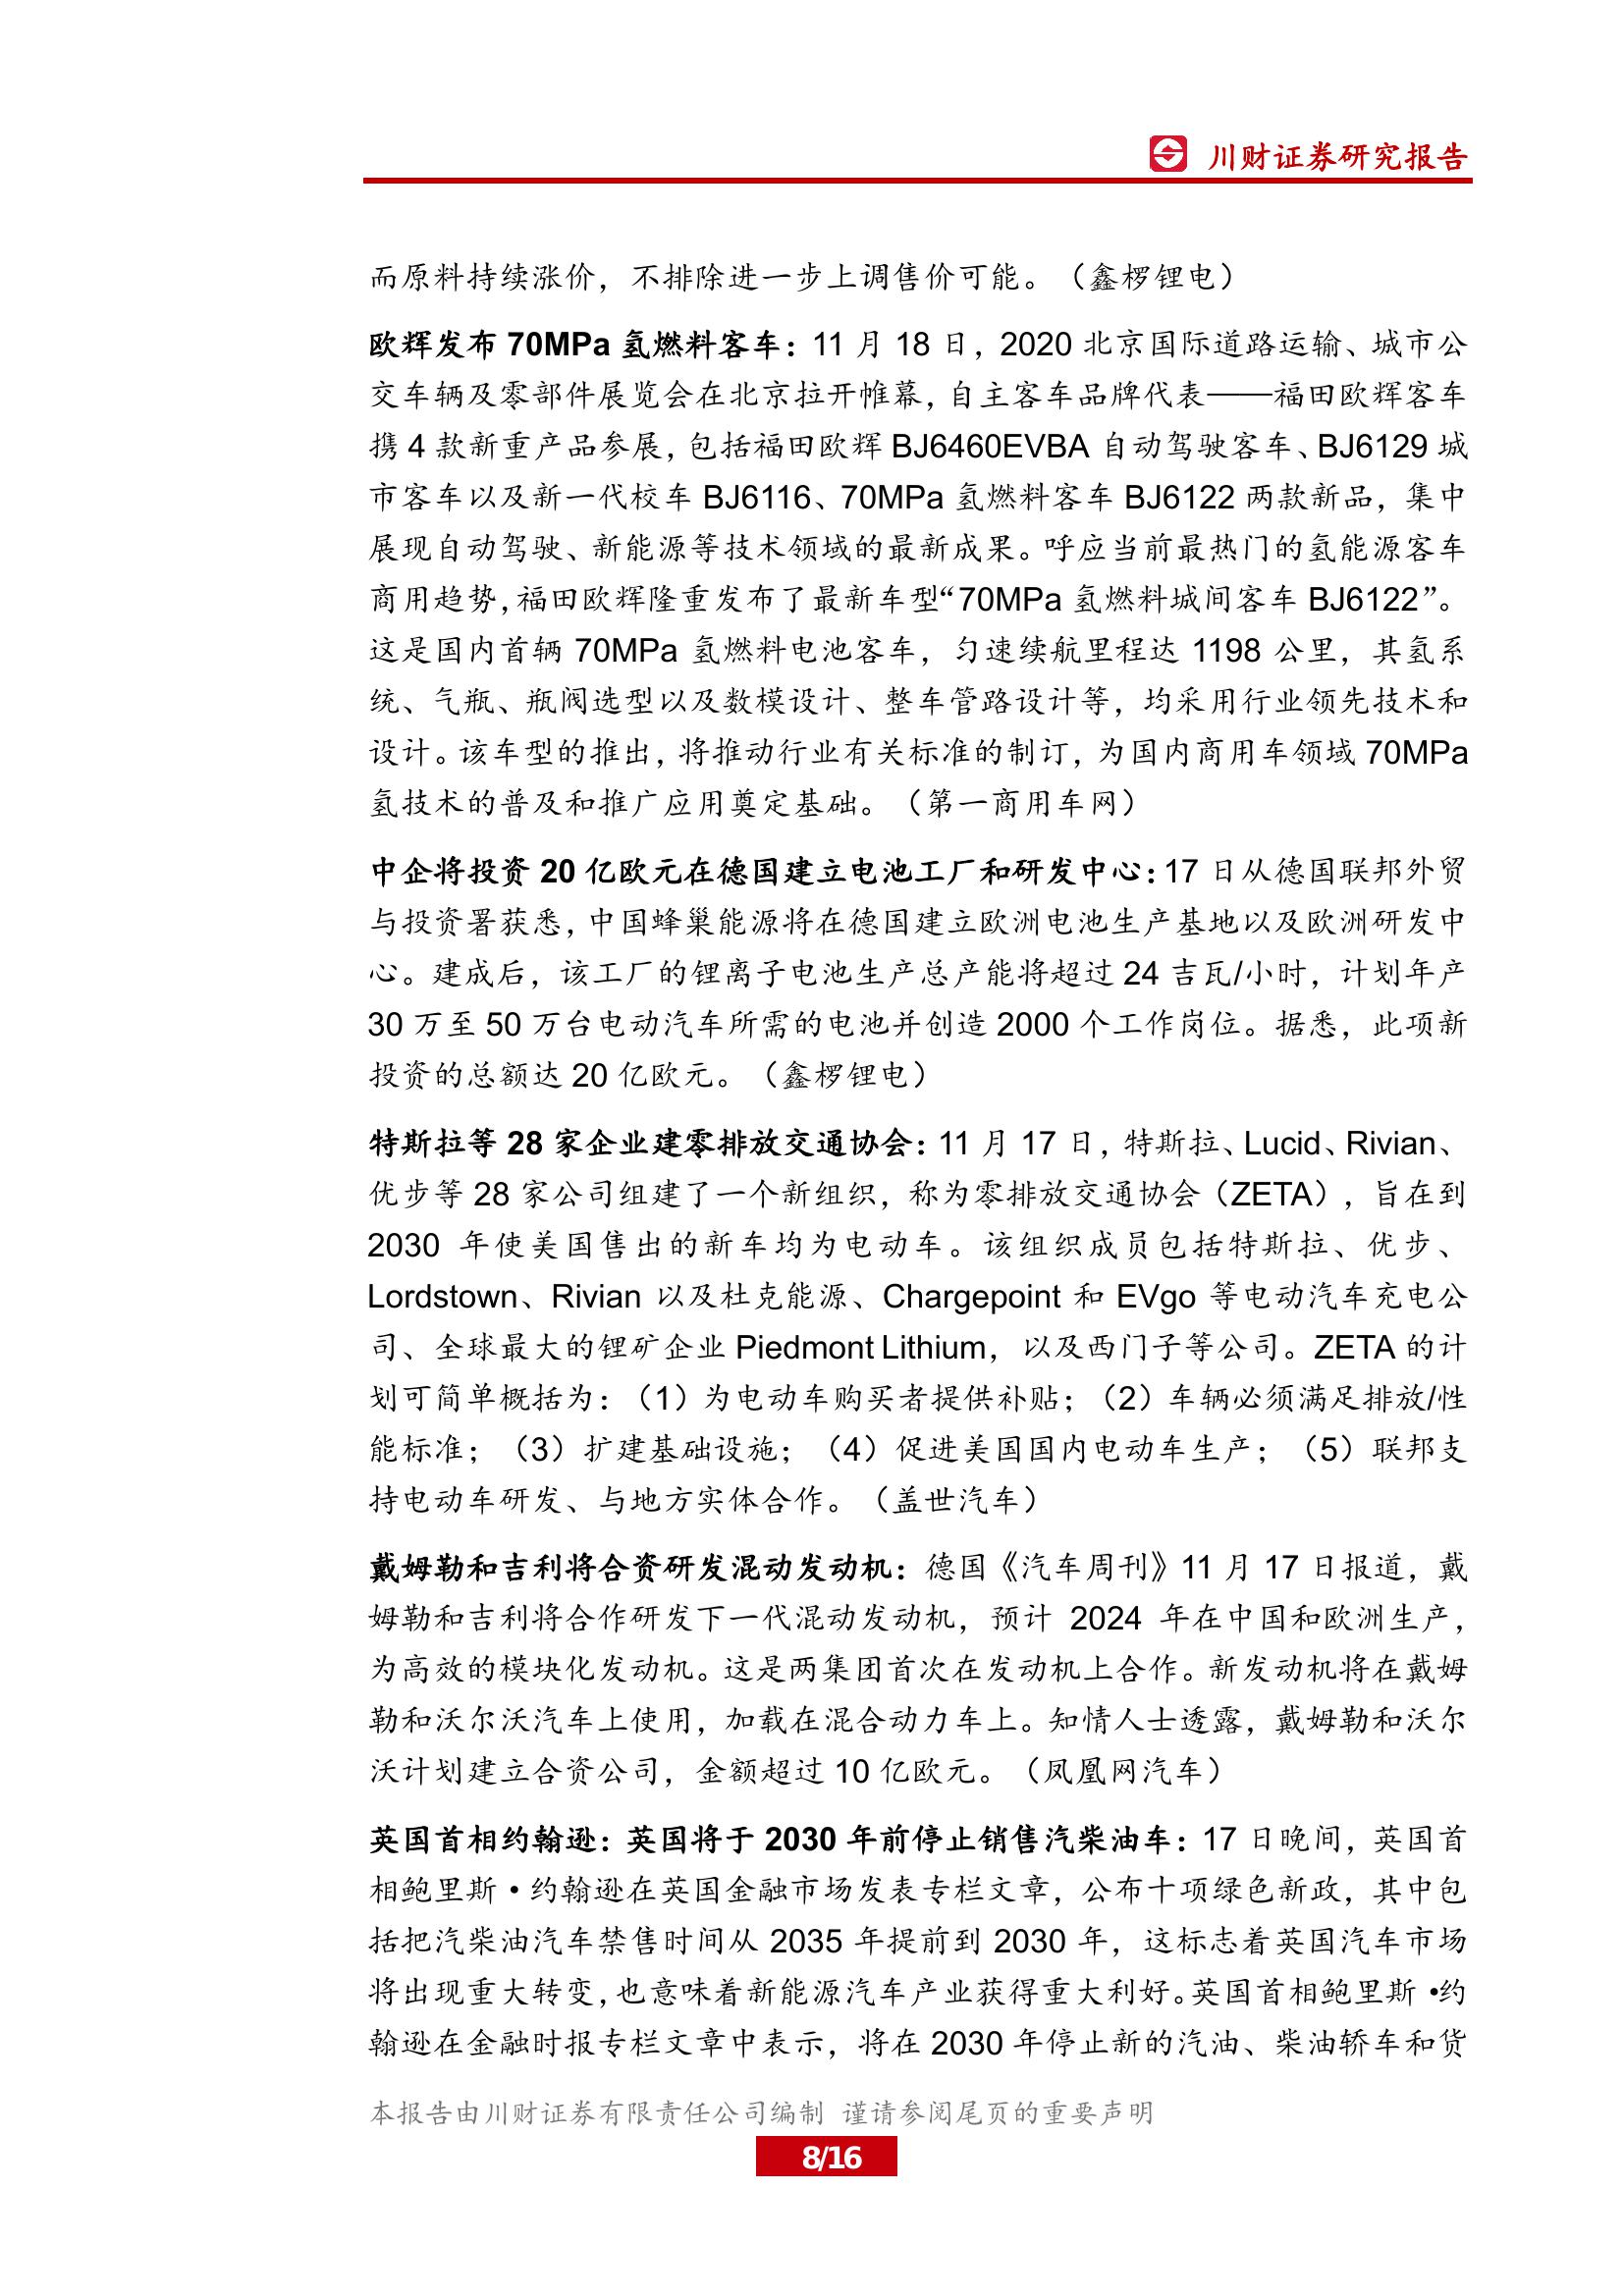 川财证券研究报告
而原料持续涨价，不排除进一步上调售价可能。（鑫椤锂电）
欧辉发布 70MPa 氢燃料客车：11 月 18 日，2020 北京国际道路运输、城市公
交车辆及零部件展览会在北京拉开帷幕，自主客车品牌代表——福田欧辉客车
携 4 款新重产品参展，包括福田欧辉 BJ6460EVBA 自动驾驶客车、BJ6129 城
市客车以及新一代校车 BJ6116、70MPa 氢燃料客车 BJ6122 两款新品，集中
展现自动驾驶、新能源等技术领域的最新成果。呼应当前最热门的氢能源客车
商用趋势，福田欧辉隆重发布了最新车型“70MPa 氢燃料城间客车 BJ6122”。
这是国内首辆 70MPa 氢燃料电池客车，匀速续航里程达 1198 公里，其氢系
统、气瓶、瓶阀选型以及数模设计、整车管路设计等，均采用行业领先技术和
设计。该车型的推出，将推动行业有关标准的制订，为国内商用车领域 70MPa
氢技术的普及和推广应用奠定基础。（第一商用车网）
中企将投资 20 亿欧元在德国建立电池工厂和研发中心：17 日从德国联邦外贸
与投资署获悉，中国蜂巢能源将在德国建立欧洲电池生产基地以及欧洲研发中
心。建成后，该工厂的锂离子电池生产总产能将超过 24 吉瓦/小时，计划年产
30 万至 50 万台电动汽车所需的电池并创造 2000 个工作岗位。据悉，此项新
投资的总额达 20 亿欧元。（鑫椤锂电）
特斯拉等 28 家企业建零排放交通协会：11 月 17 日，特斯拉、Lucid、Rivian、
优步等 28 家公司组建了一个新组织，称为零排放交通协会（ZETA），旨在到
2030 年使美国售出的新车均为电动车。该组织成员包括特斯拉、优步、
Lordstown、Rivian 以及杜克能源、Chargepoint 和 EVgo 等电动汽车充电公
司、全球最大的锂矿企业 Piedmont Lithium，以及西门子等公司。ZETA 的计
划可简单概括为：（1）为电动车购买者提供补贴；（2）车辆必须满足排放/性
能标准；（3）扩建基础设施；（4）促进美国国内电动车生产；（5）联邦支
持电动车研发、与地方实体合作。（盖世汽车）
戴姆勒和吉利将合资研发混动发动机：德国《汽车周刊》11 月 17 日报道，戴
姆勒和吉利将合作研发下一代混动发动机，预计 2024 年在中国和欧洲生产，
为高效的模块化发动机。这是两集团首次在发动机上合作。新发动机将在戴姆
勒和沃尔沃汽车上使用，加载在混合动力车上。知情人士透露，戴姆勒和沃尔
沃计划建立合资公司，金额超过 10 亿欧元。（凤凰网汽车）
英国首相约翰逊：英国将于 2030 年前停止销售汽柴油车：17 日晚间，英国首
相鲍里斯·约翰逊在英国金融市场发表专栏文章，公布十项绿色新政，其中包
括把汽柴油汽车禁售时间从 2035 年提前到 2030 年，这标志着英国汽车市场
将出现重大转变，也意味着新能源汽车产业获得重大利好。英国首相鲍里斯·约
翰逊在金融时报专栏文章中表示，将在 2030 年停止新的汽油、柴油轿车和货
本报告由川财证券有限责任公司编制 谨请参阅尾页的重要声明
8/16